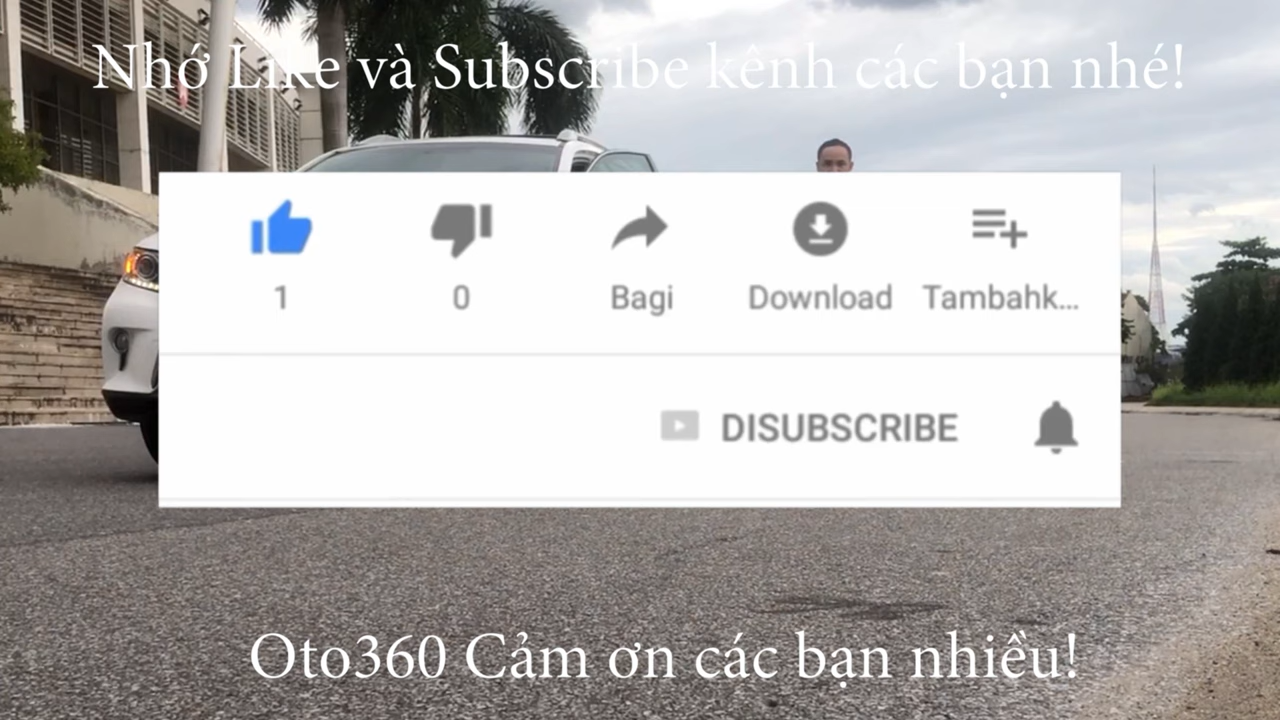 Nhớ Like và Subscribe kênh các bạn nhé!
1 0 Bagi Download Tambahk...
DISUBSCRIBE
Oto360 Cảm ơn các bạn nhiều!